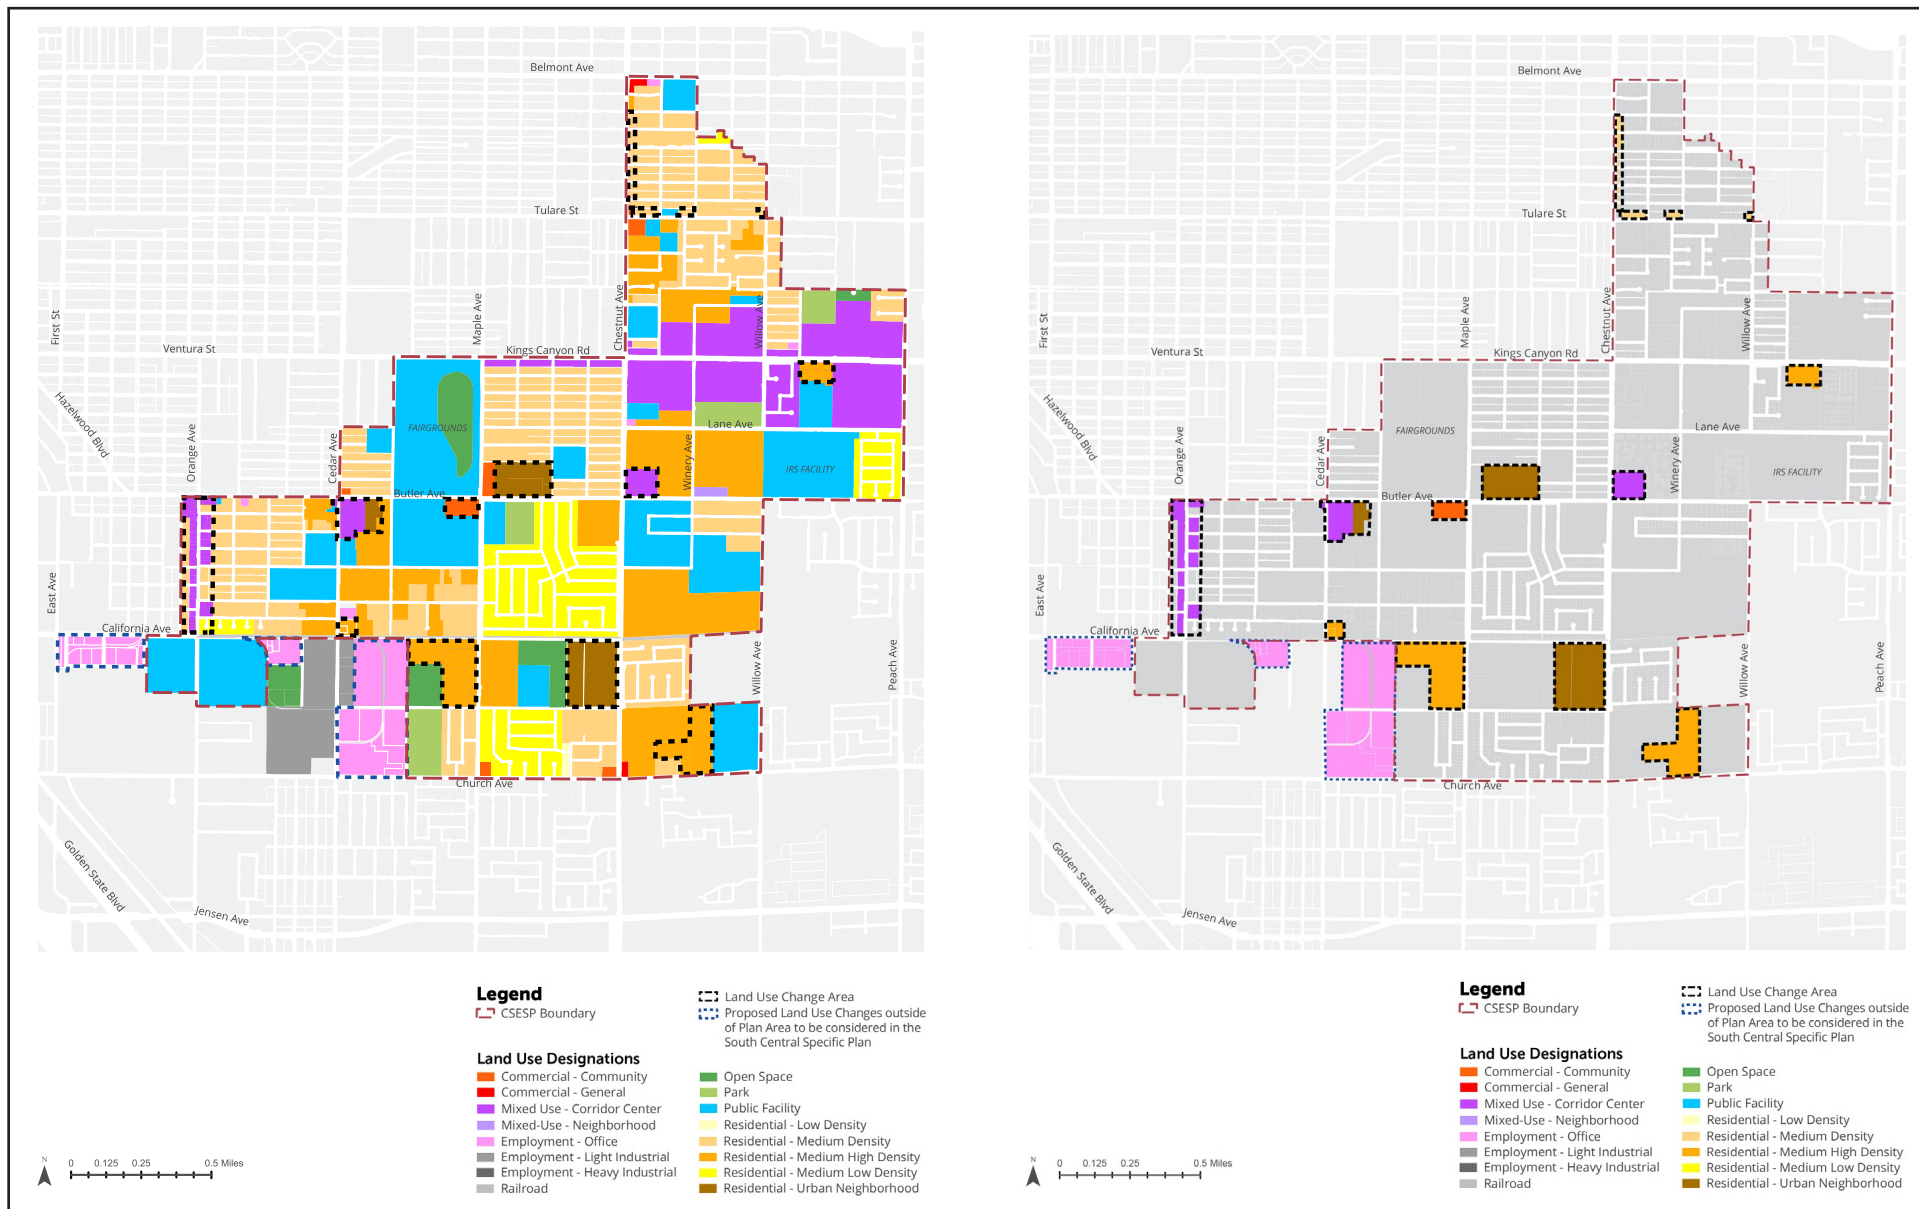 Belmont Ave
Tulare St
First St
Ventura St
Maple Ave
Chestnut Ave
Willow Ave
Kings Canyon Rd
Hazelwood Blvd
Orange Ave
Cedar Ave
FAIRGROUNDS
Lane Ave
Winery Ave
IRS FACILITY
Butler Ave
East Ave
California Ave
Willow Ave
Peach Ave
Church Ave
Golden State Blvd
Jensen Ave
Legend
CSESP Boundary
Land Use Change Area
Proposed Land Use Changes outside
of Plan Area to be considered in the
South Central Specific Plan
Land Use Designations
Commercial - Community
Commercial - General
Mixed Use - Corridor Center
Mixed-Use - Neighborhood
Employment - Office
Employment - Light Industrial
Employment - Heavy Industrial
Railroad
Open Space
Park
Public Facility
Residential - Low Density
Residential - Medium Density
Residential - Medium High Density
Residential - Medium Low Density
Residential - Urban Neighborhood
N
0 0.125 0.25 0.5 Miles
Belmont Ave
Tulare St
First St
Ventura St
Maple Ave
Chestnut Ave
Willow Ave
Kings Canyon Rd
Hazelwood Blvd
Orange Ave
Cedar Ave
FAIRGROUNDS
Lane Ave
Winery Ave
IRS FACILITY
Butler Ave
East Ave
California Ave
Willow Ave
Peach Ave
Church Ave
Golden State Blvd
Jensen Ave
Legend
CSESP Boundary
Land Use Change Area
Proposed Land Use Changes outside
of Plan Area to be considered in the
South Central Specific Plan
Land Use Designations
Commercial - Community
Commercial - General
Mixed Use - Corridor Center
Mixed-Use - Neighborhood
Employment - Office
Employment - Light Industrial
Employment - Heavy Industrial
Railroad
Open Space
Park
Public Facility
Residential - Low Density
Residential - Medium Density
Residential - Medium High Density
Residential - Medium Low Density
Residential - Urban Neighborhood
N
0 0.125 0.25 0.5 Miles